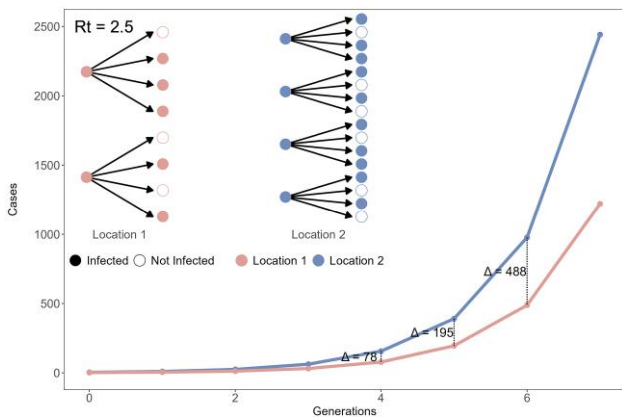 Rt = 2.5
2500
2000
1500
1000
500
0
Cases
Location 1
Location 2
Infected
Not Infected
Location 1
Location 2
Δ = 78
Δ = 195
Δ = 488
0
2
4
6
Generations